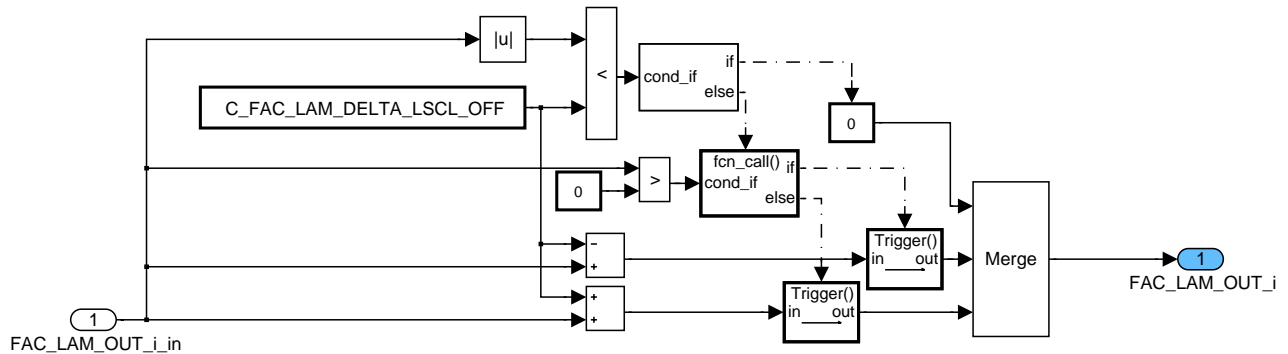 |u|
<
cond_if
if
else
C_FAC_LAM_DELTA_LSCL_OFF
0
fcn_call()
cond_if
if
else
>
0
−
+
Trigger()
in
out
Merge
1
FAC_LAM_OUT_i
+
+
Trigger()
in
out
1
FAC_LAM_OUT_i_in